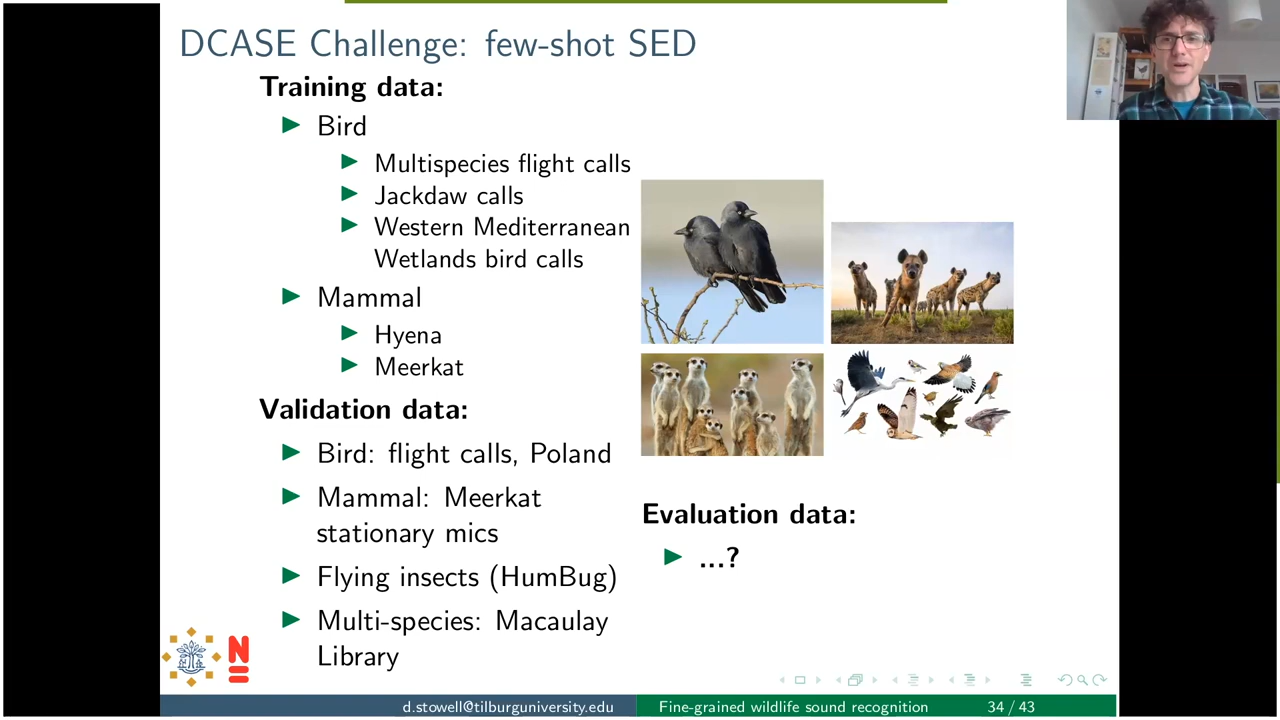 DCASE Challenge: few-shot SED
Training data:
Bird
Multispecies flight calls
Jackdaw calls
Western Mediterranean
Wetlands bird calls
Mammal
Hyena
Meerkat
Validation data:
Bird: flight calls, Poland
Mammal: Meerkat
stationary mics
Flying insects (HumBug)
Multi-species: Macaulay
Library
Evaluation data:
...?
N
d.stowell@tilburguniversity.edu
Fine-grained wildlife sound recognition
34 / 43